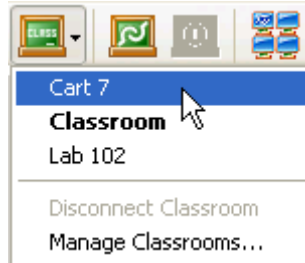 CLASS
Cart 7
Classroom
Lab 102
Disconnect Classroom
Manage Classrooms...